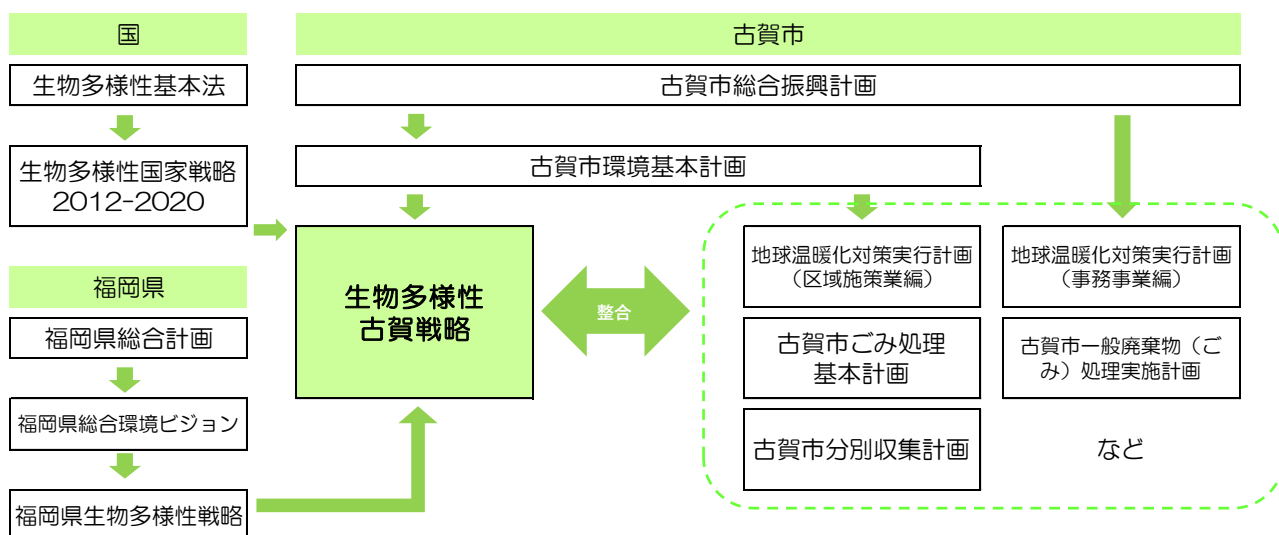 国
生物多様性基本法
生物多様性国家戦略
2012-2020
福岡県
福岡県総合計画
福岡県総合環境ビジョン
福岡県生物多様性戦略
古賀市
古賀市総合振興計画
古賀市環境基本計画
生物多様性
古賀戦略
整合
地球温暖化対策実行計画
（区域施策業編）
地球温暖化対策実行計画
（事務事業編）
古賀市ごみ処理
基本計画
古賀市一般廃棄物（ご
み）処理実施計画
古賀市分別収集計画
など